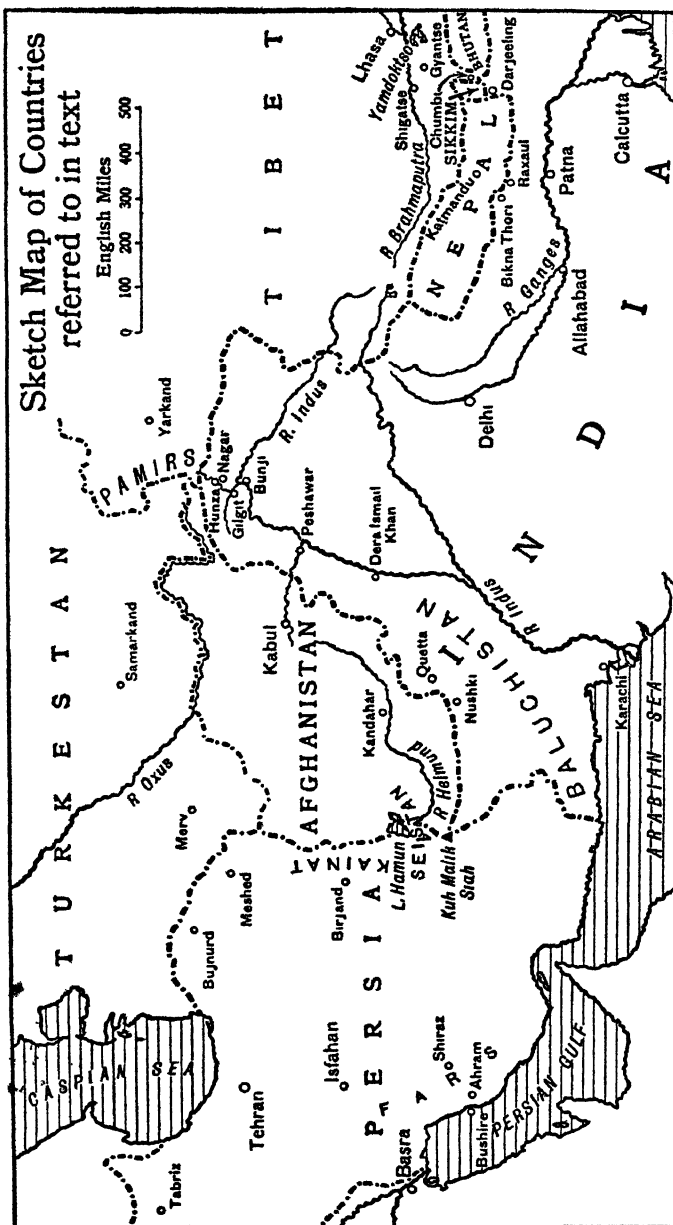 Sketch Map of Countries
referred to in text
English Miles
0 100 200 300 400 500
TURKESTAN
TIBET
CASPIAN SEA
R Oxus
Samarkand
PAMIRS
Yarkand
Tabriz
Tehran
Bujnurd
Meshed
Merv
Hunza
Nagar
Gilgit
Bunji
R. Indus
Lhasa
Yamdoktso
Shigatse
Gyantse
R Brahmaputra
Chumbi
SIKKIM
BHUTAN
Darjeeling
NEPAL
Katmandu
Bikna Thori
Raxaul
Isfahan
PERSIA
Birjand
KAINAT
AFGHANISTAN
Kabul
Peshawar
Dera Ismail
Khan
Kandahar
L. Hamun
SEISTAN
R Helmund
Kuh Malik
Siah
Quetta
Nushki
BALUCHISTAN
R Indus
Delhi
R Ganges
Allahabad
Patna
Calcutta
INDIA
Basra
FARS
Shiraz
Ahram
Bushire
PERSIAN GULF
Karachi
ARABIAN SEA